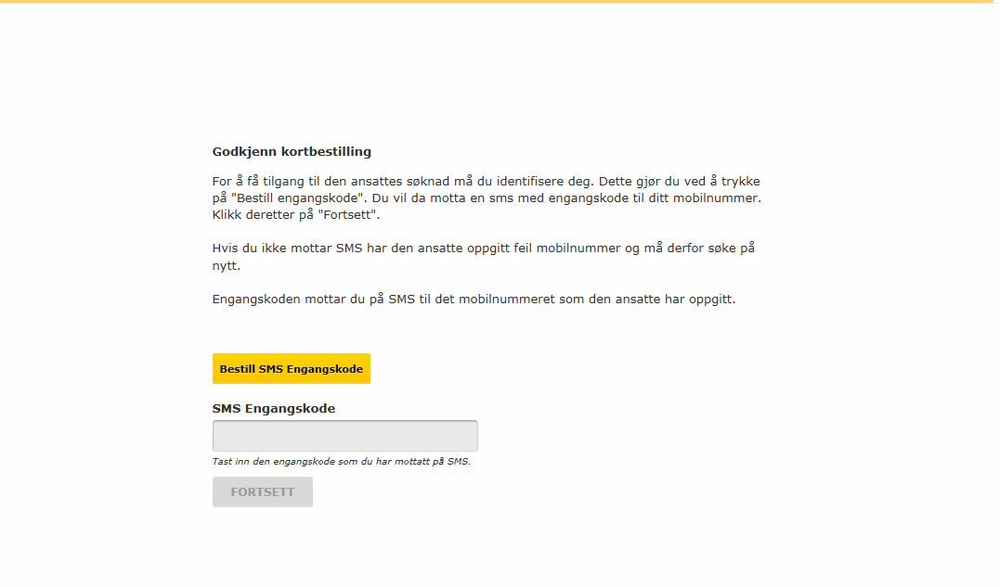 Godkjenn kortbestilling
For å få tilgang til den ansattes søknad må du identifisere deg. Dette gjør du ved å trykke
på "Bestill engangskode". Du vil da motta en sms med engangskode til ditt mobilnummer.
Klikk deretter på "Fortsett".
Hvis du ikke mottar SMS har den ansatte oppgitt feil mobilnummer og må derfor søke på
nytt.
Engangskoden mottar du på SMS til det mobilnummeret som den ansatte har oppgitt.
Bestill SMS Engangskode
SMS Engangskode
Tast inn den engangskode som du har mottatt på SMS.
FORTSETT